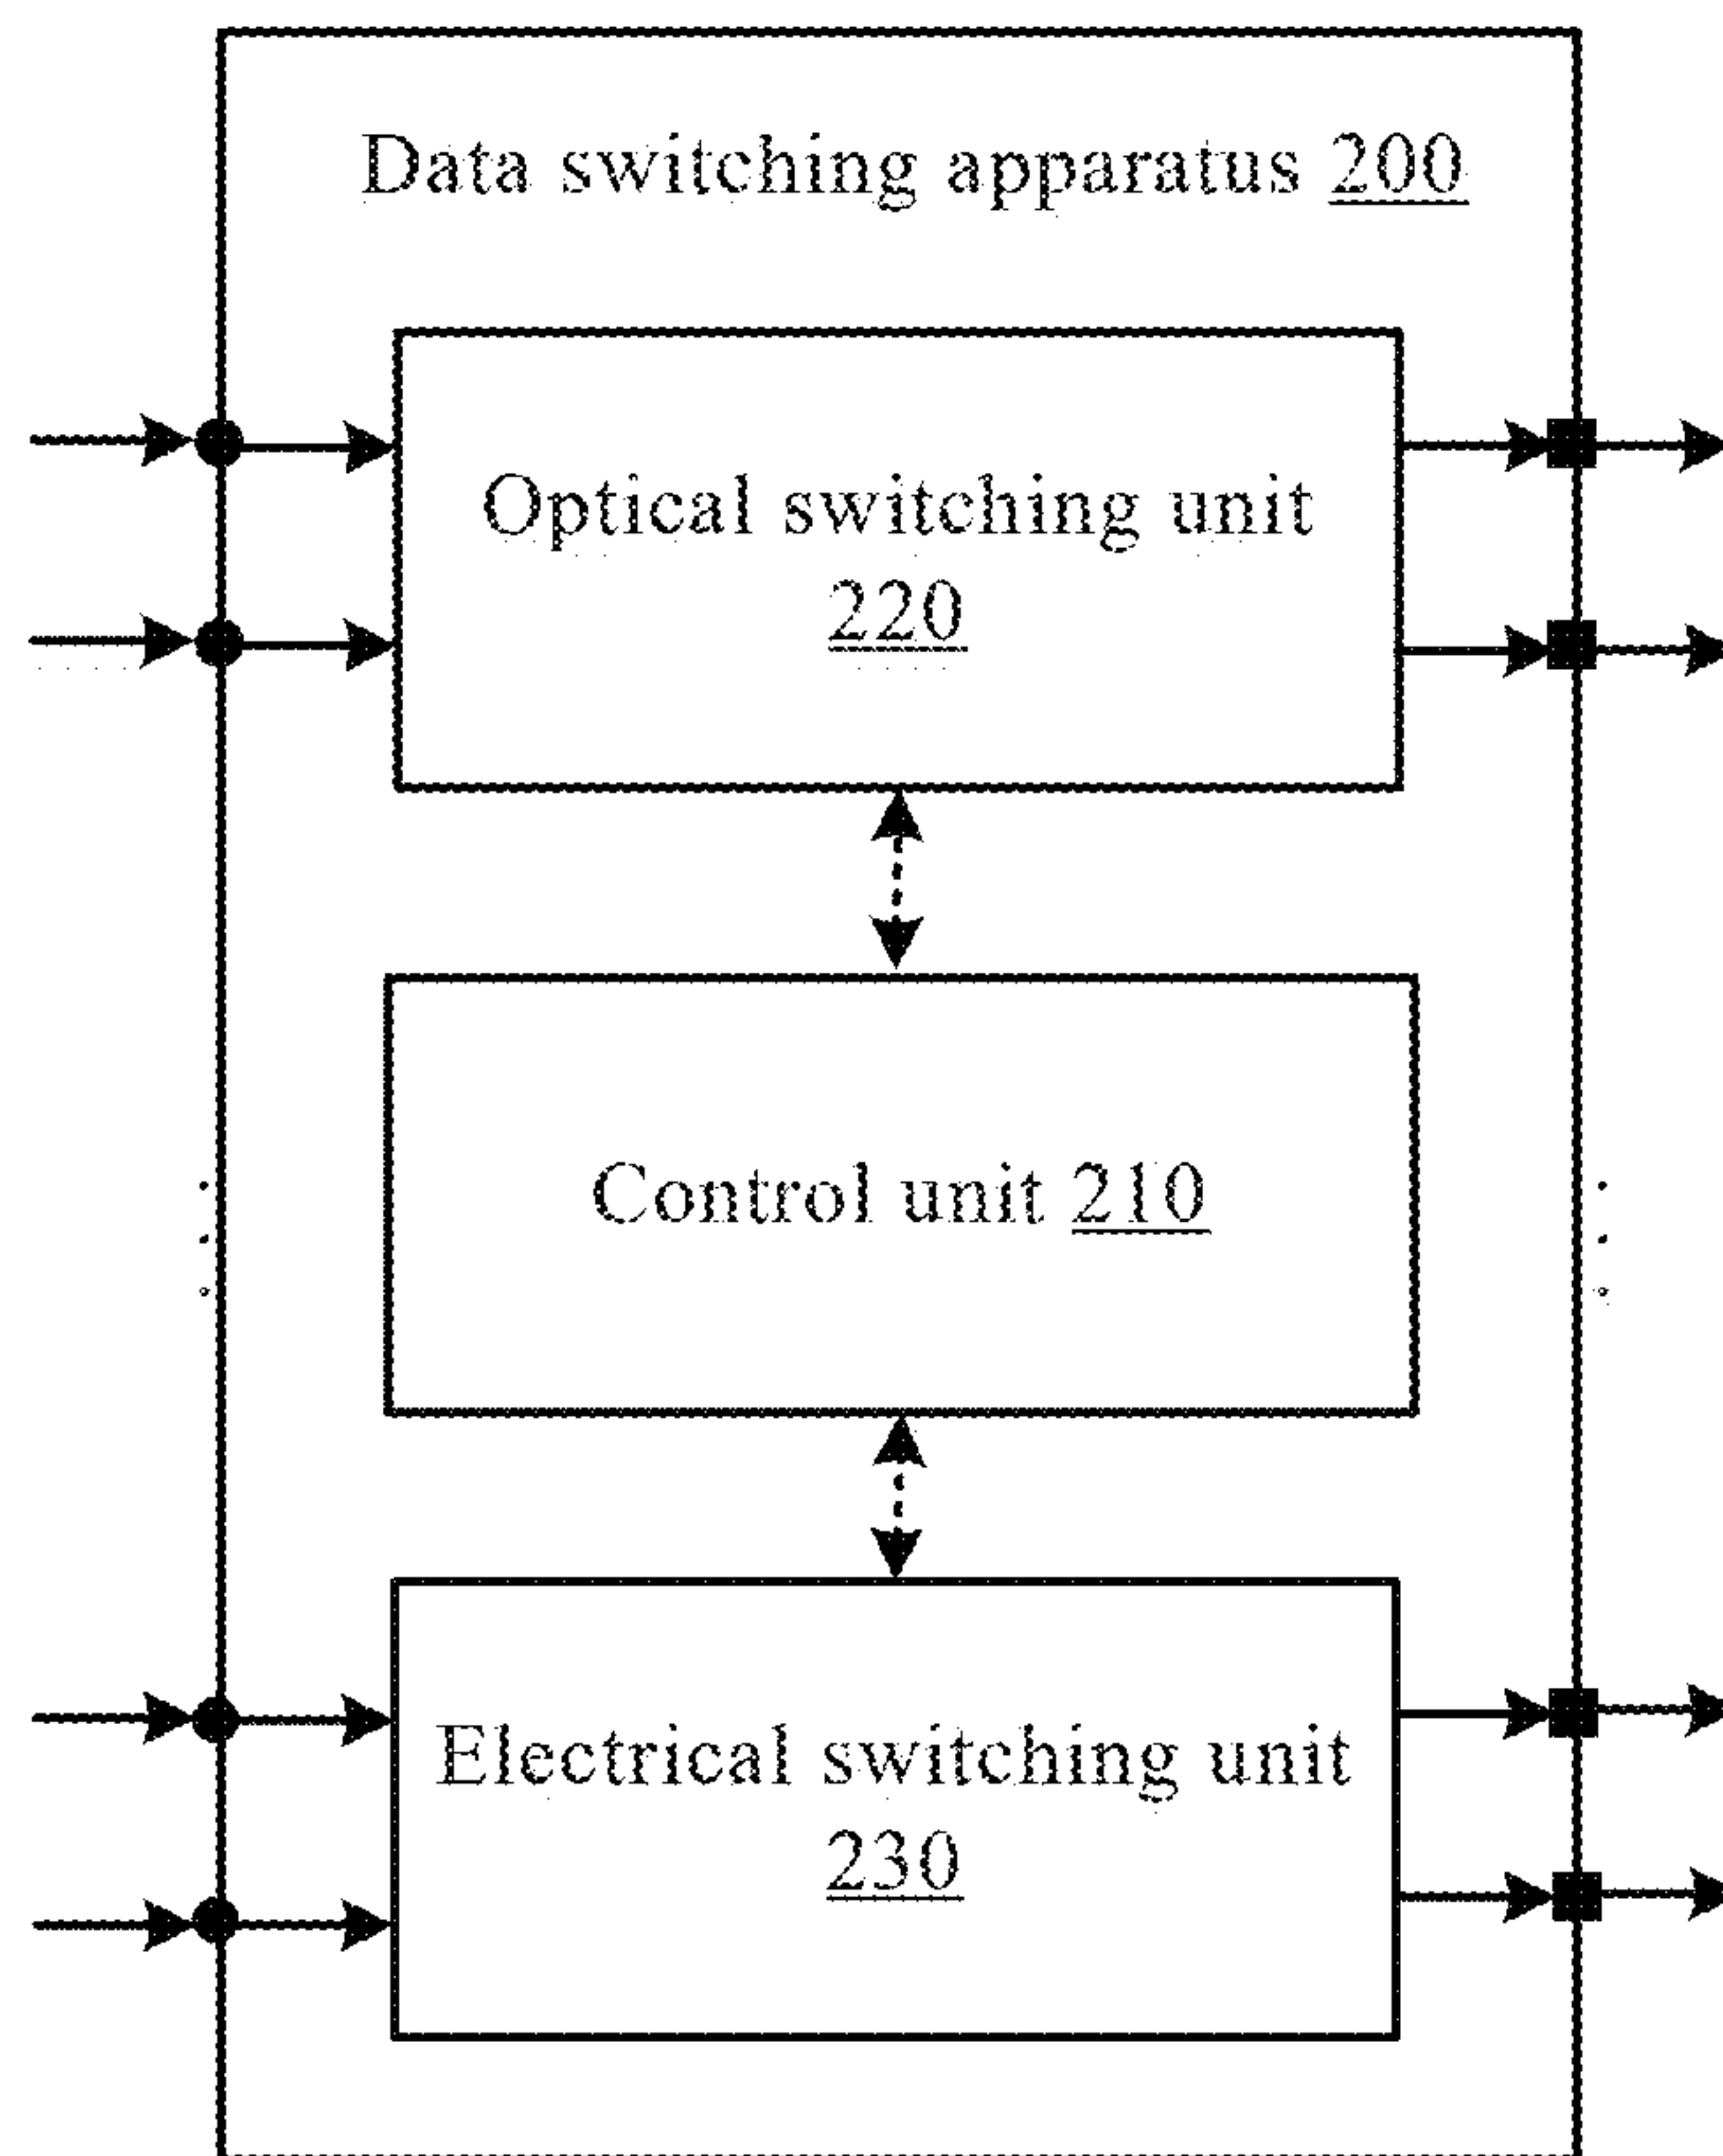 Data switching apparatus 200
Optical switching unit
220
Control unit 210
Electrical switching unit
230